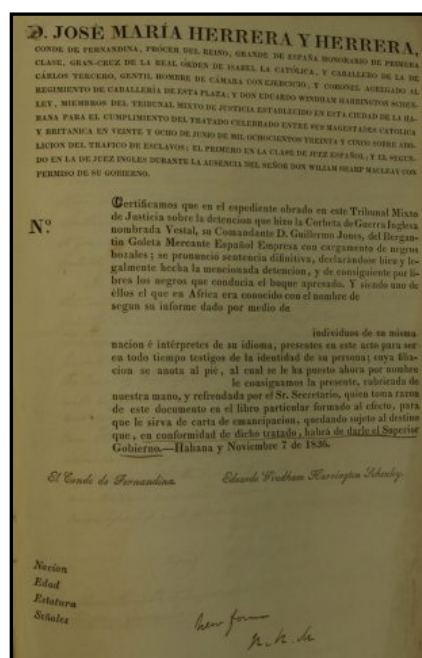 D. JOSÉ MARÍA HERRERA Y HERRERA,
CONDE DE FERNANDINA, PRÓCER DEL REINO, GRANDE DE ESPAÑA HONORARIO DE PRIMERA
CLASE, GRAN-CRUZ DE LA REAL ORDEN DE ISABEL LA CATÓLICA, Y CABALLERO DE LA DE
CÁRLOS TERCERO, GENTIL HOMBRE DE CÁMARA CON EJERCICIO, Y CORONEL AGREGADO AL
REGIMIENTO DE CABALLERÍA DE ESTA PLAZA; Y DON EDUARDO WINDHAM HARRINGTON SCHEN-
LEY, MIEMBROS DEL TRIBUNAL MIXTO DE JUSTICIA ESTABLECIDO EN ESTA CIUDAD DE LA HA-
BANA PARA EL CUMPLIMIENTO DEL TRATADO CELEBRADO ENTRE SUS MAGESTADES CATOLICA
Y BRITANICA EN VEINTE Y OCHO DE JUNIO DE MIL OCHOCIENTOS TREINTA Y CINCO SOBRE ABO-
LICION DEL TRAFICO DE ESCLAVOS; EL PRIMERO EN LA CLASE DE JUEZ ESPAÑOL; Y EL SEGUN-
DO EN LA DE JUEZ INGLES DURANTE LA AUSENCIA DEL SEÑOR DON WILIAM SHARP MACLEAY CON
PERMISO DE SU GOBIERNO.
Certificamos que en el espediente obrado en este Tribunal Mixto
de Justicia sobre la detencion que hizo la Corbeta de Guerra Inglesa
Nº. nombrada Vestal, su Comandante D. Guillermo Jones, del Bergan-
tin Goleta Mercante Español Empresa con cargamento de negros
bozales; se pronunció sentencia difinitiva, declarándose bien y le-
galmente hecha la mencionada detencion, y de consiguiente por li-
bres los negros que conducia el buque apresado. Y siendo uno de
éllos el que en Africa era conocido con el nombre de
segun su informe dado por medio de
individuos de su misma
nacion é intérpretes de su idioma, presentes en este acto para ser
en todo tiempo testigos de la identidad de su persona; cuya filia-
cion se anota al pié, al cual se le ha puesto ahora por nombre
le consignamos la presente, rubricada de
nuestra mano, y refrendada por el Sr. Secretario, quien toma razon
de este documento en el libro particular formado al efecto, para
que le sirva de carta de emancipacion, quedando sujeto al destino
que, en conformidad de dicho tratado, habrá de darle el Superior
Gobierno.—Habana y Noviembre 7 de 1836.
El Conde de Fernandina. Eduardo Windham Harrington Schenley.
Nacion
Edad
Estatura
Señales
New form